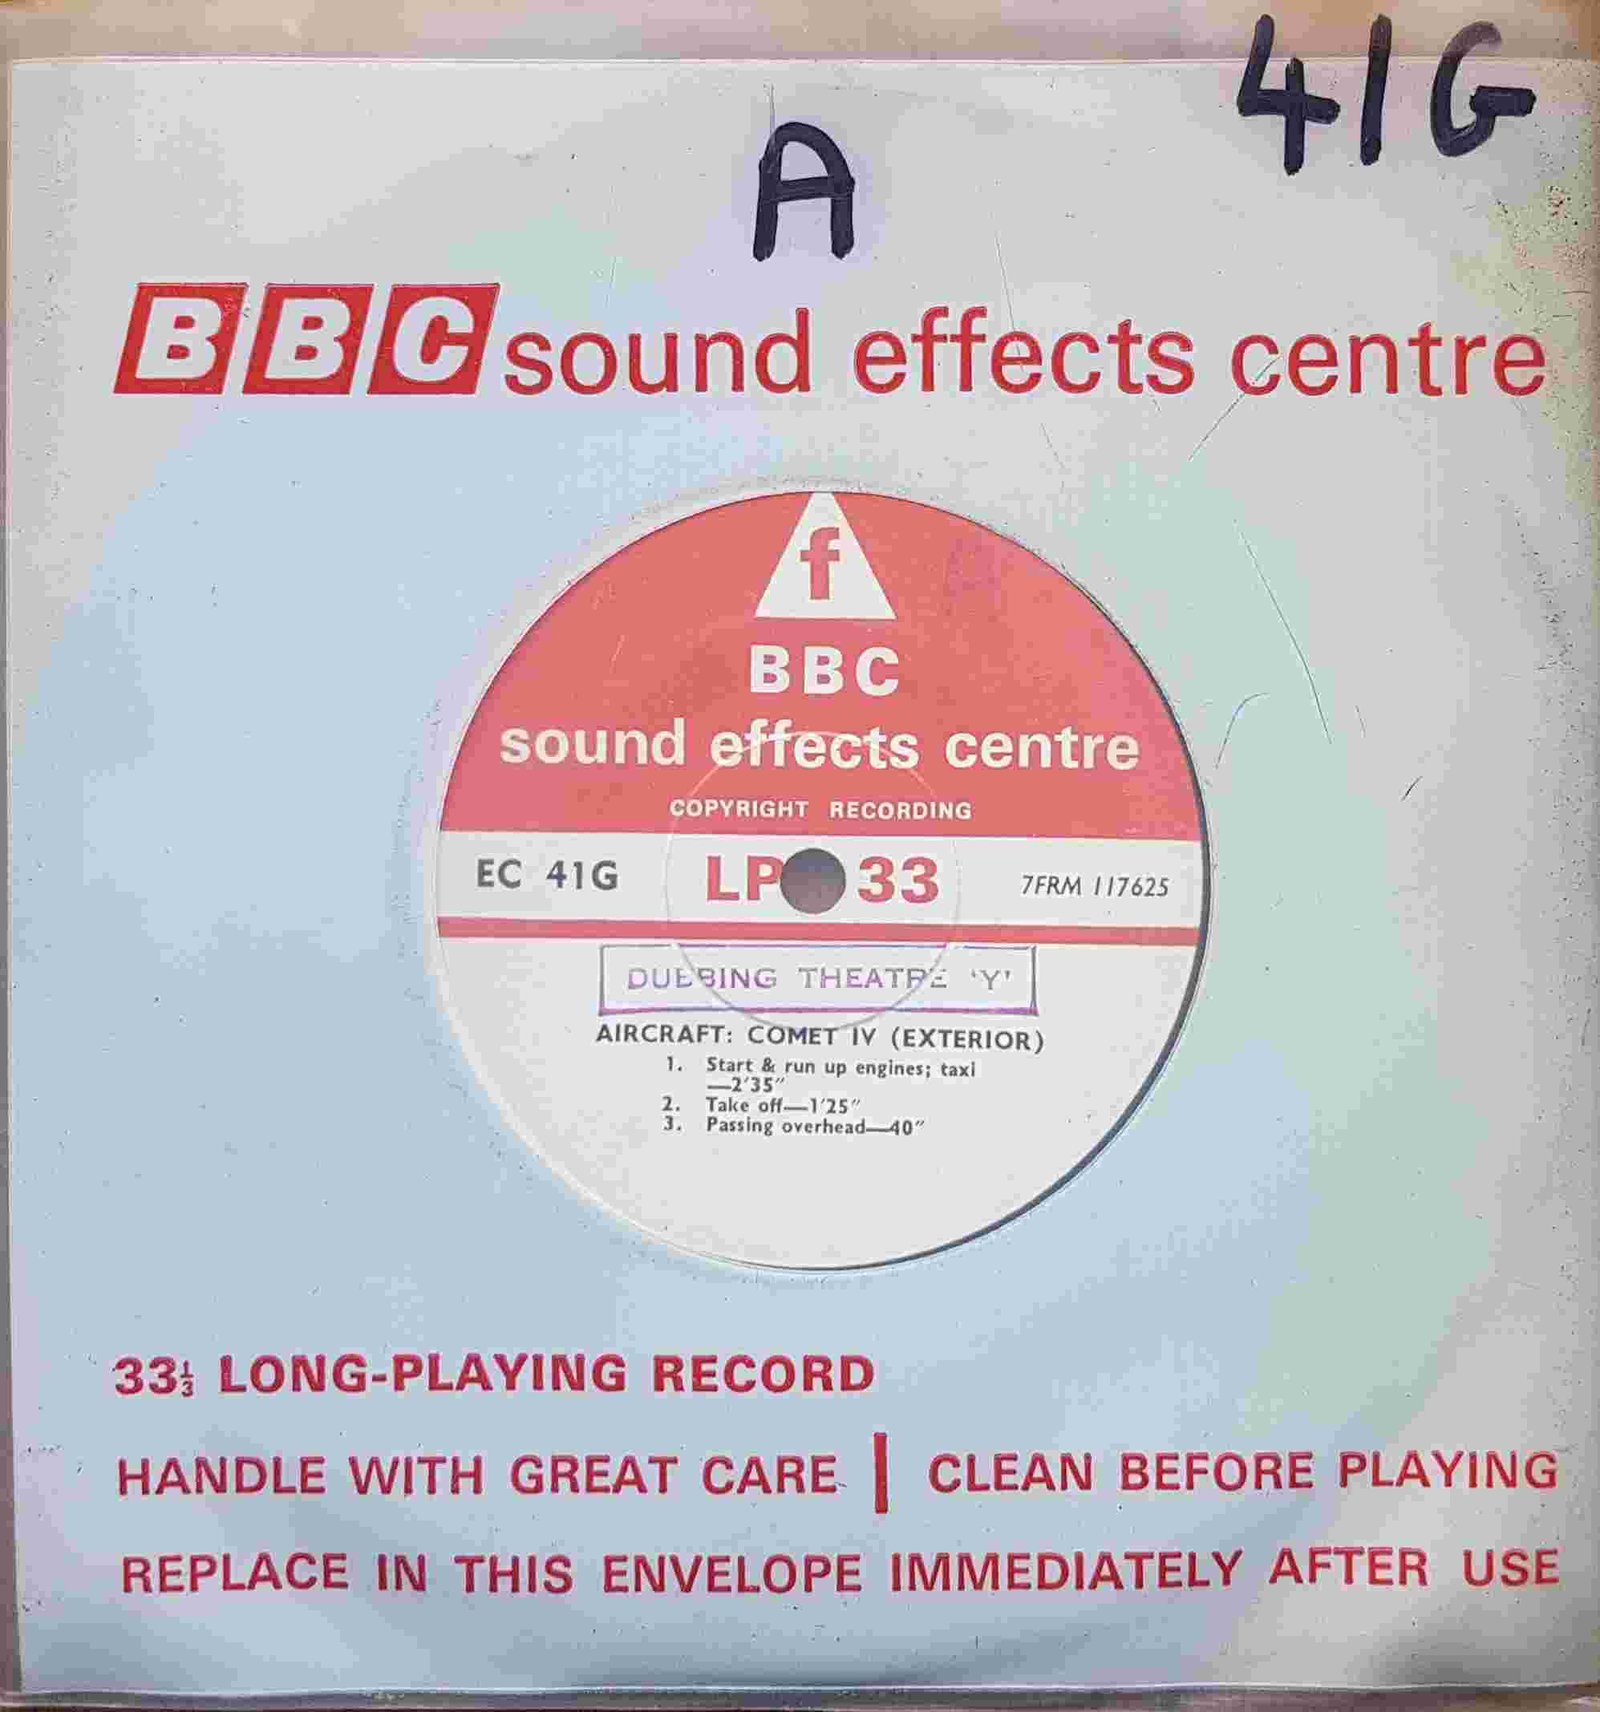 41G
A
BBC sound effects centre
f
BBC
sound effects centre
COPYRIGHT RECORDING
EC 41G LP 33 7FRM 117625
DUBBING THEATRE 'Y'
AIRCRAFT: COMET IV (EXTERIOR)
1. Start & run up engines; taxi
—2'35"
2. Take off—1'25"
3. Passing overhead—40"
33⅓ LONG-PLAYING RECORD
HANDLE WITH GREAT CARE | CLEAN BEFORE PLAYING
REPLACE IN THIS ENVELOPE IMMEDIATELY AFTER USE